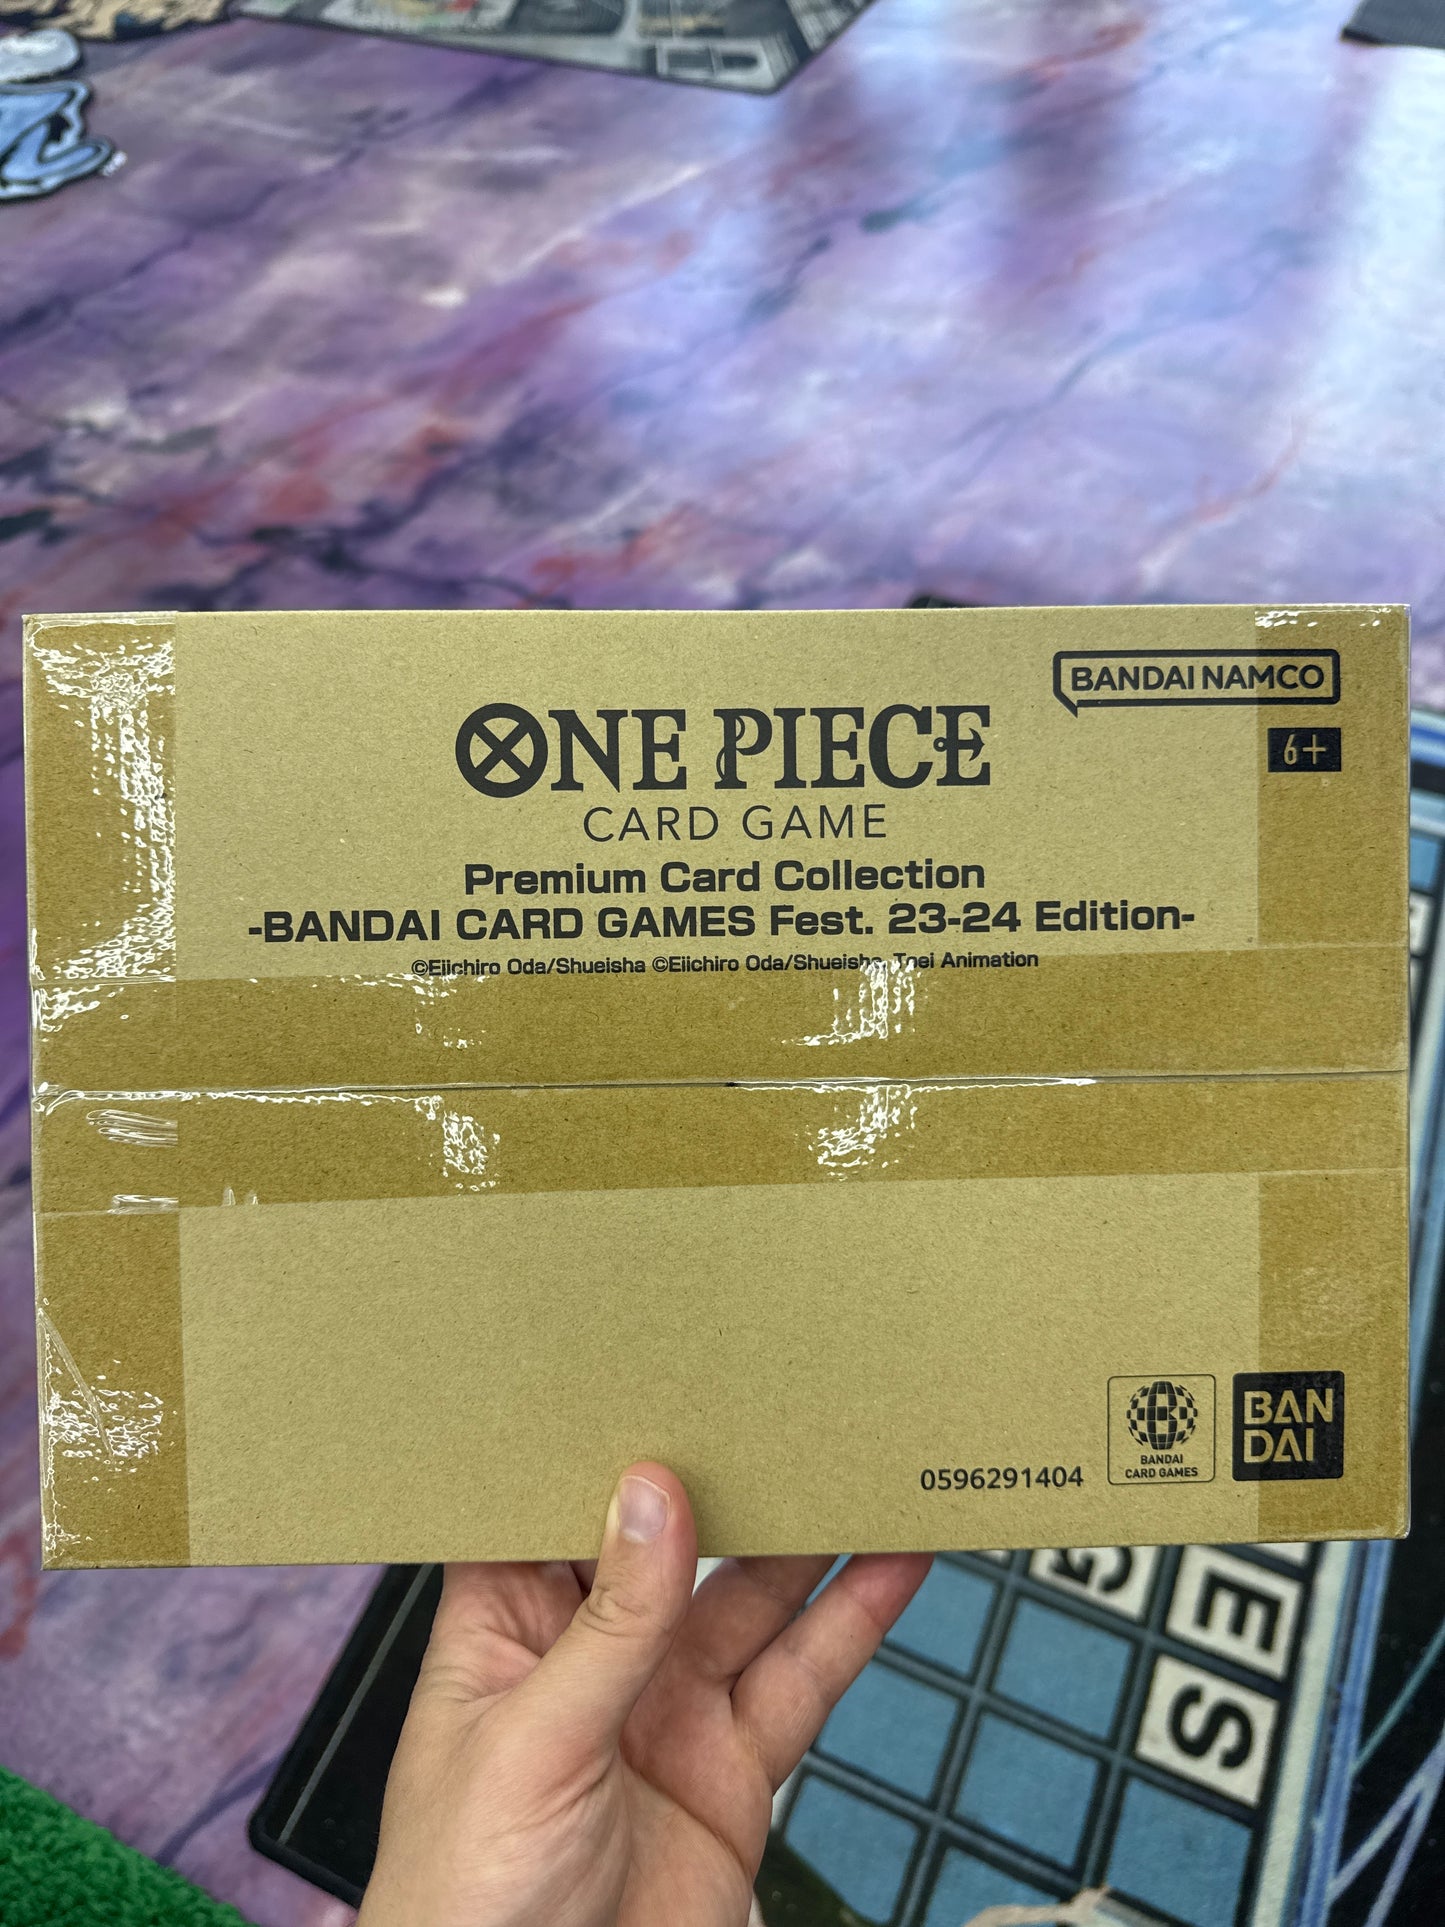 BANDAI NAMCO
6+
ONE PIECE
CARD GAME
Premium Card Collection
-BANDAI CARD GAMES Fest. 23-24 Edition-
©Eiichiro Oda/Shueisha ©Eiichiro Oda/Shueisha, Toei Animation
0596291404
BANDAI
CARD GAMES
BAN
DAI
G
E
S